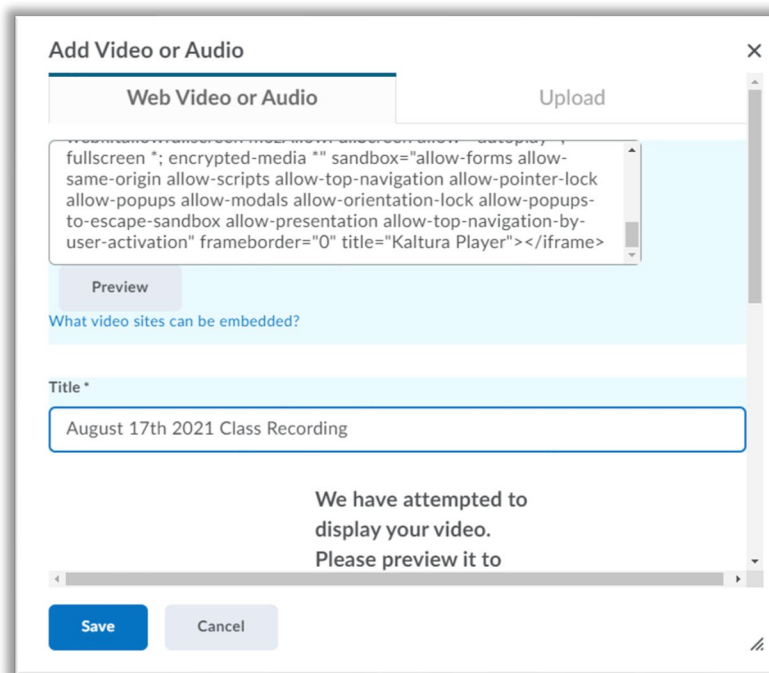 Add Video or Audio
Web Video or Audio
Upload
fullscreen *; encrypted-media *" sandbox="allow-forms allow-
same-origin allow-scripts allow-top-navigation allow-pointer-lock
allow-popups allow-modals allow-orientation-lock allow-popups-
to-escape-sandbox allow-presentation allow-top-navigation-by-
user-activation" frameborder="0" title="Kaltura Player"></iframe>
Preview
What video sites can be embedded?
Title *
August 17th 2021 Class Recording
We have attempted to
display your video.
Please preview it to
Save
Cancel